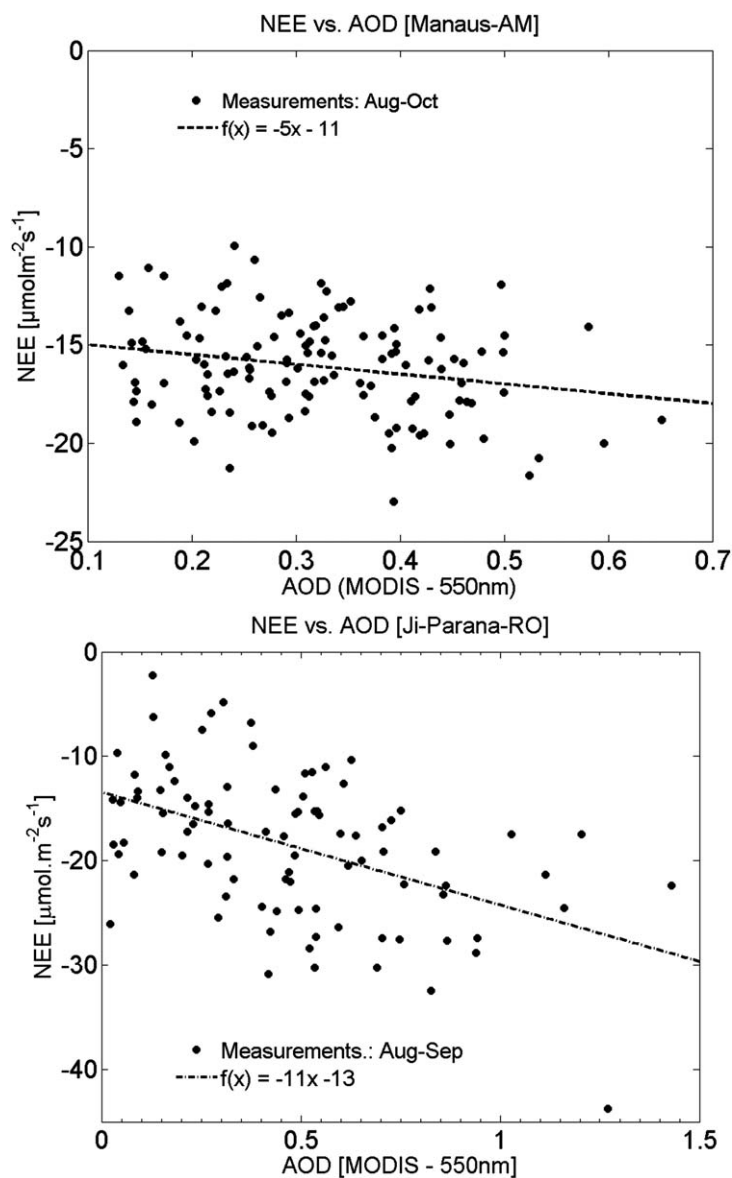 NEE vs. AOD [Manaus-AM]
0
-5
-10
-15
-20
-25
NEE [µmolm-2s-1]
Measurements: Aug-Oct
f(x) = -5x - 11
0.1 0.2 0.3 0.4 0.5 0.6 0.7
AOD (MODIS - 550nm)
NEE vs. AOD [Ji-Parana-RO]
0
-10
-20
-30
-40
NEE [µmol.m-2s-1]
Measurements.: Aug-Sep
f(x) = -11x -13
0 0.5 1 1.5
AOD [MODIS - 550nm]